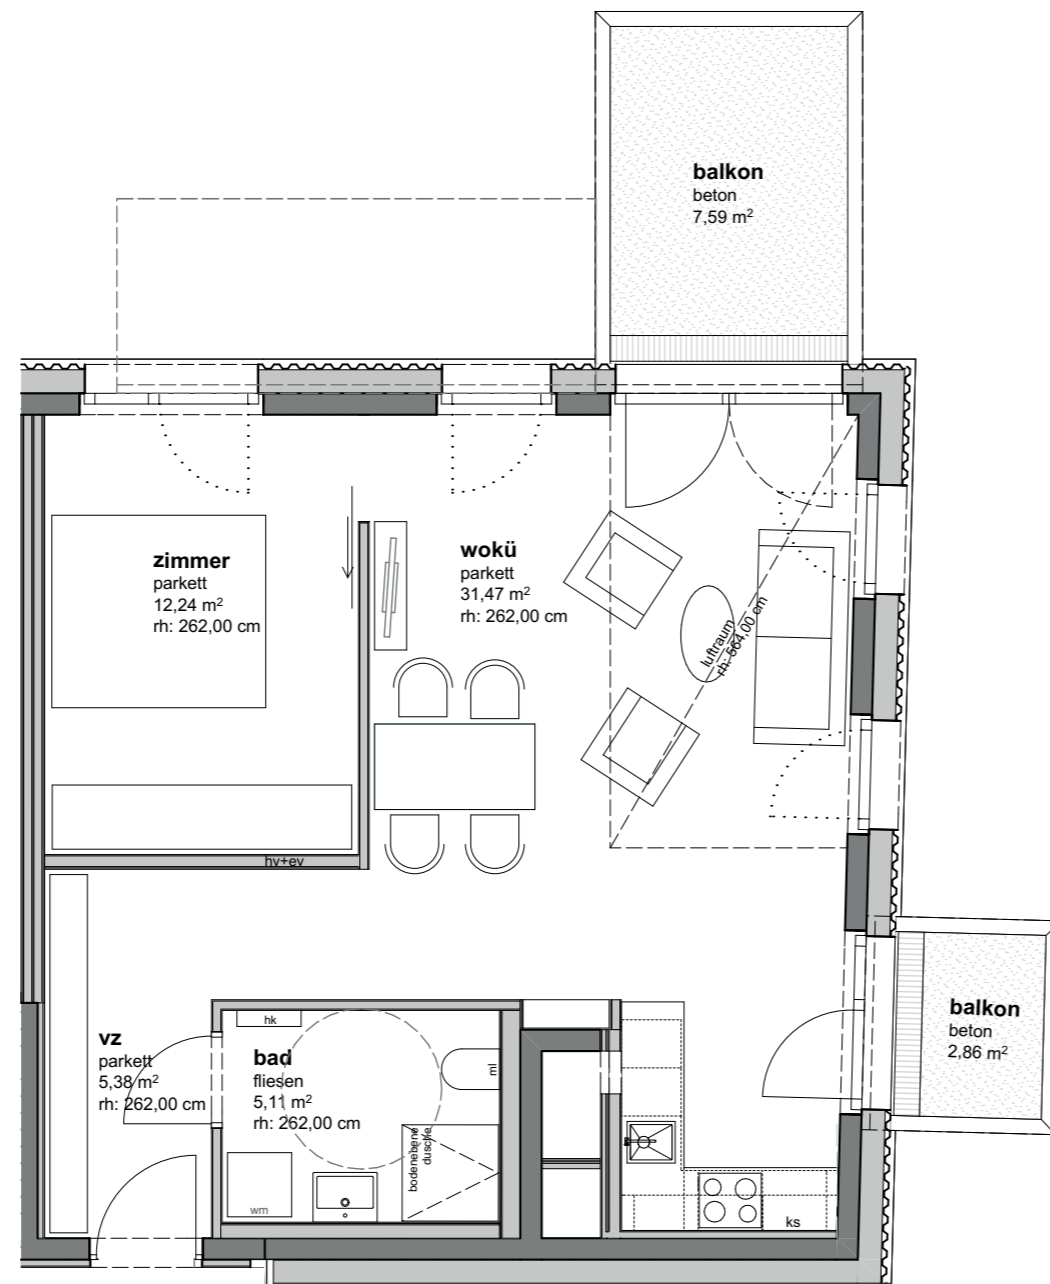 balkon
beton
7,59 m²
zimmer
parkett
12,24 m²
rh: 262,00 cm
wokü
parkett
31,47 m²
rh: 262,00 cm
luftraum
rh: 564,00 cm
hv+ev
balkon
beton
2,86 m²
vz
parkett
5,38 m²
rh: 262,00 cm
hk
bad
fliesen
5,11 m²
rh: 262,00 cm
ml
bodenebene
dusche
wm
ks